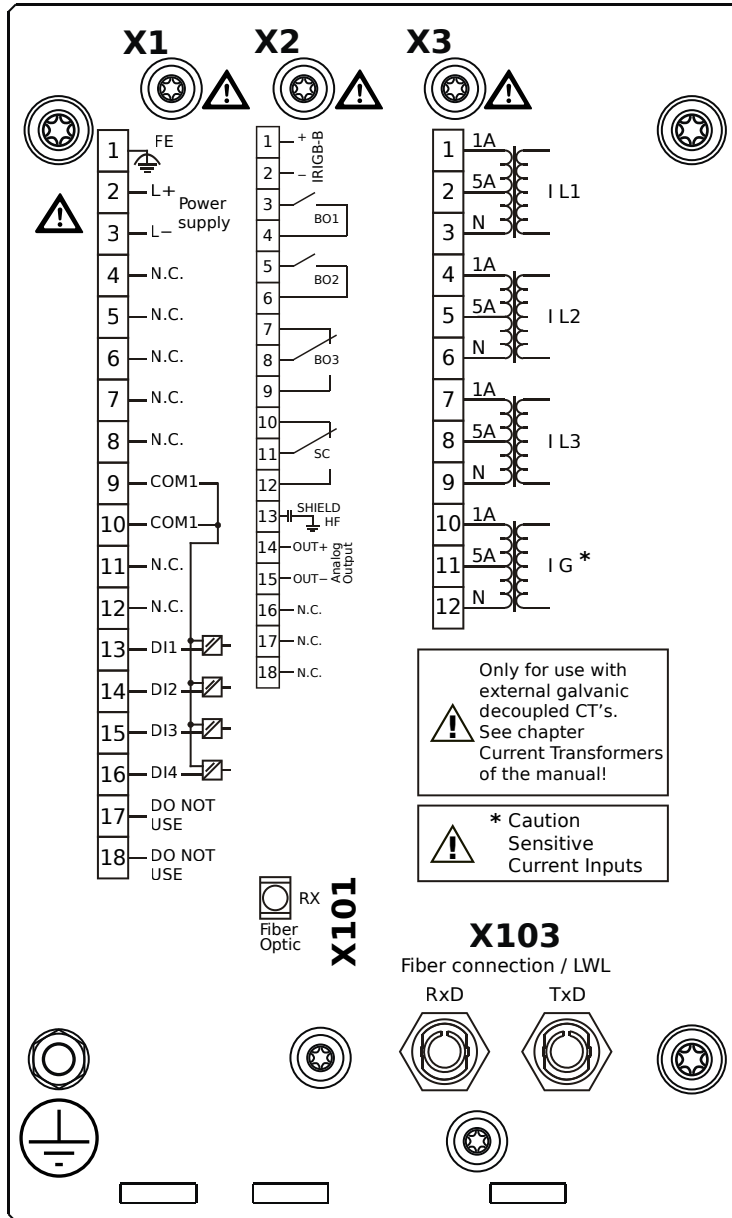 X1 X2 X3
1 FE
2 L+
3 L−
Power
supply
4 N.C.
5 N.C.
6 N.C.
7 N.C.
8 N.C.
9 COM1
10 COM1
11 N.C.
12 N.C.
13 DI1
14 DI2
15 DI3
16 DI4
17 DO NOT
USE
18 DO NOT
USE
1 +
2 −
IRIGB-B
3
4
BO1
5
6
BO2
7
8 BO3
9
10
11 SC
12
13 SHIELD
HF
14 OUT+
15 OUT−
Analog
Output
16 N.C.
17 N.C.
18 N.C.
1 1A
2 5A I L1
3 N
4 1A
5 5A I L2
6 N
7 1A
8 5A I L3
9 N
10 1A
11 5A I G *
12 N
! Only for use with
external galvanic
decoupled CT's.
See chapter
Current Transformers
of the manual!
! * Caution
Sensitive
Current Inputs
RX
Fiber
Optic
X101
X103
Fiber connection / LWL
RxD TxD